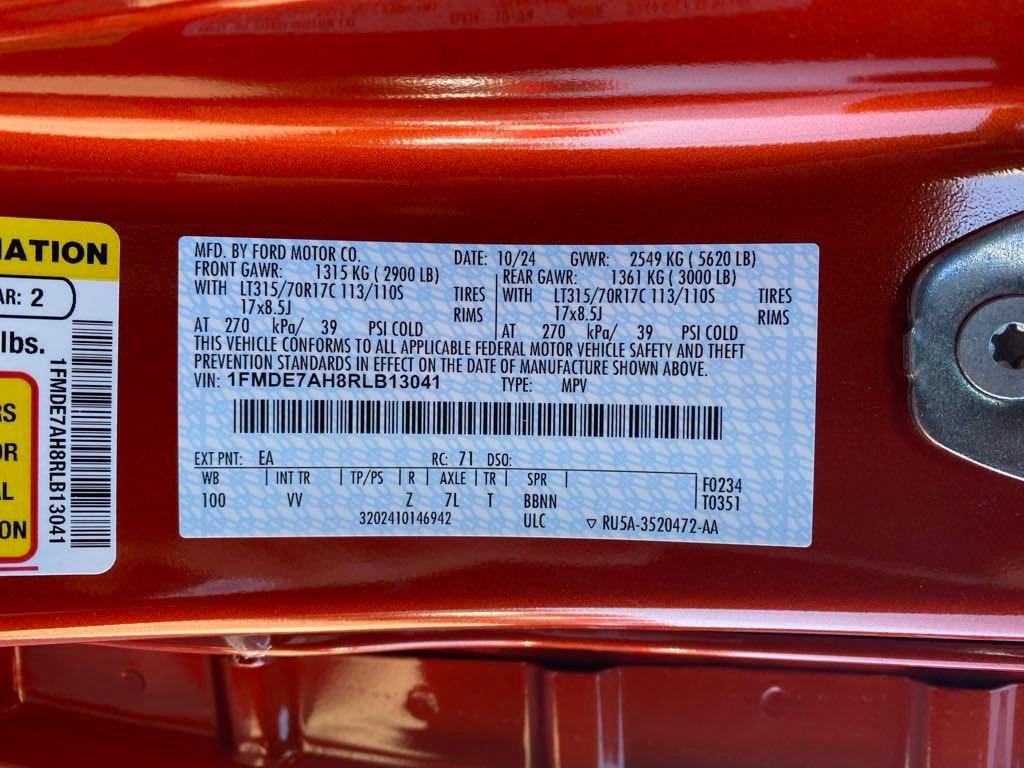 MFD. BY FORD MOTOR CO. DATE: 10/24 GVWR: 2549 KG ( 5620 LB)
FRONT GAWR: 1315 KG ( 2900 LB) REAR GAWR: 1361 KG ( 3000 LB)
WITH LT315/70R17C 113/110S TIRES WITH LT315/70R17C 113/110S TIRES
17x8.5J RIMS 17x8.5J RIMS
AT 270 kPa/ 39 PSI COLD AT 270 kPa/ 39 PSI COLD
THIS VEHICLE CONFORMS TO ALL APPLICABLE FEDERAL MOTOR VEHICLE SAFETY AND THEFT
PREVENTION STANDARDS IN EFFECT ON THE DATE OF MANUFACTURE SHOWN ABOVE.
VIN: 1FMDE7AH8RLB13041 TYPE: MPV
EXT PNT: EA RC: 71 DSO:
WB INT TR TP/PS R AXLE TR SPR F0234
100 VV Z 7L T BBNN T0351
3202410146942 ULC ▽ RU5A-3520472-AA
ATION
AR: 2
lbs.
RS
OR
AL
ON
1FMDE7AH8RLB13041